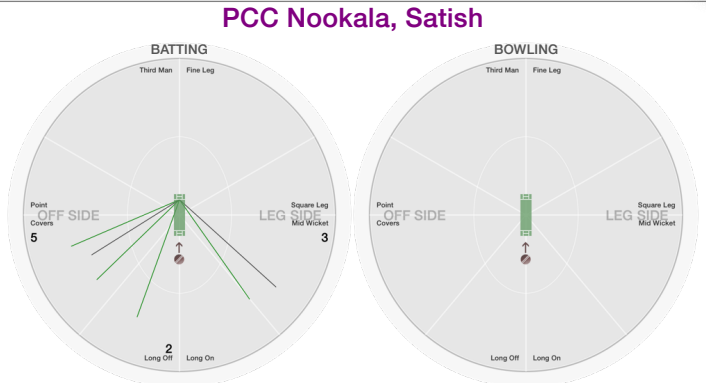 PCC Nookala, Satish
BATTING
Third Man Fine Leg
Point
OFF SIDE
Covers
5
Square Leg
LEG SIDE
Mid Wicket
3
2
Long Off Long On
BOWLING
Third Man Fine Leg
Point
OFF SIDE
Covers
Square Leg
LEG SIDE
Mid Wicket
Long Off Long On